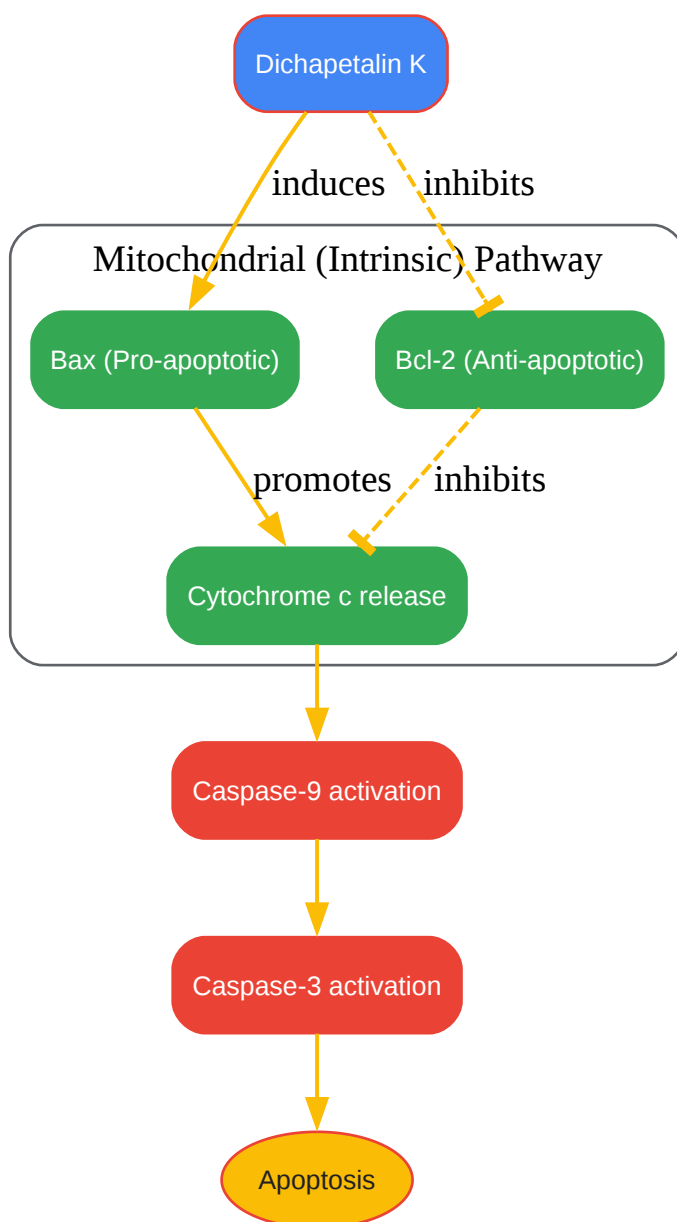 Dichapetalin K
induces
inhibits
Mitochondrial (Intrinsic) Pathway
Bax (Pro-apoptotic)
Bcl-2 (Anti-apoptotic)
promotes
inhibits
Cytochrome c release
Caspase-9 activation
Caspase-3 activation
Apoptosis